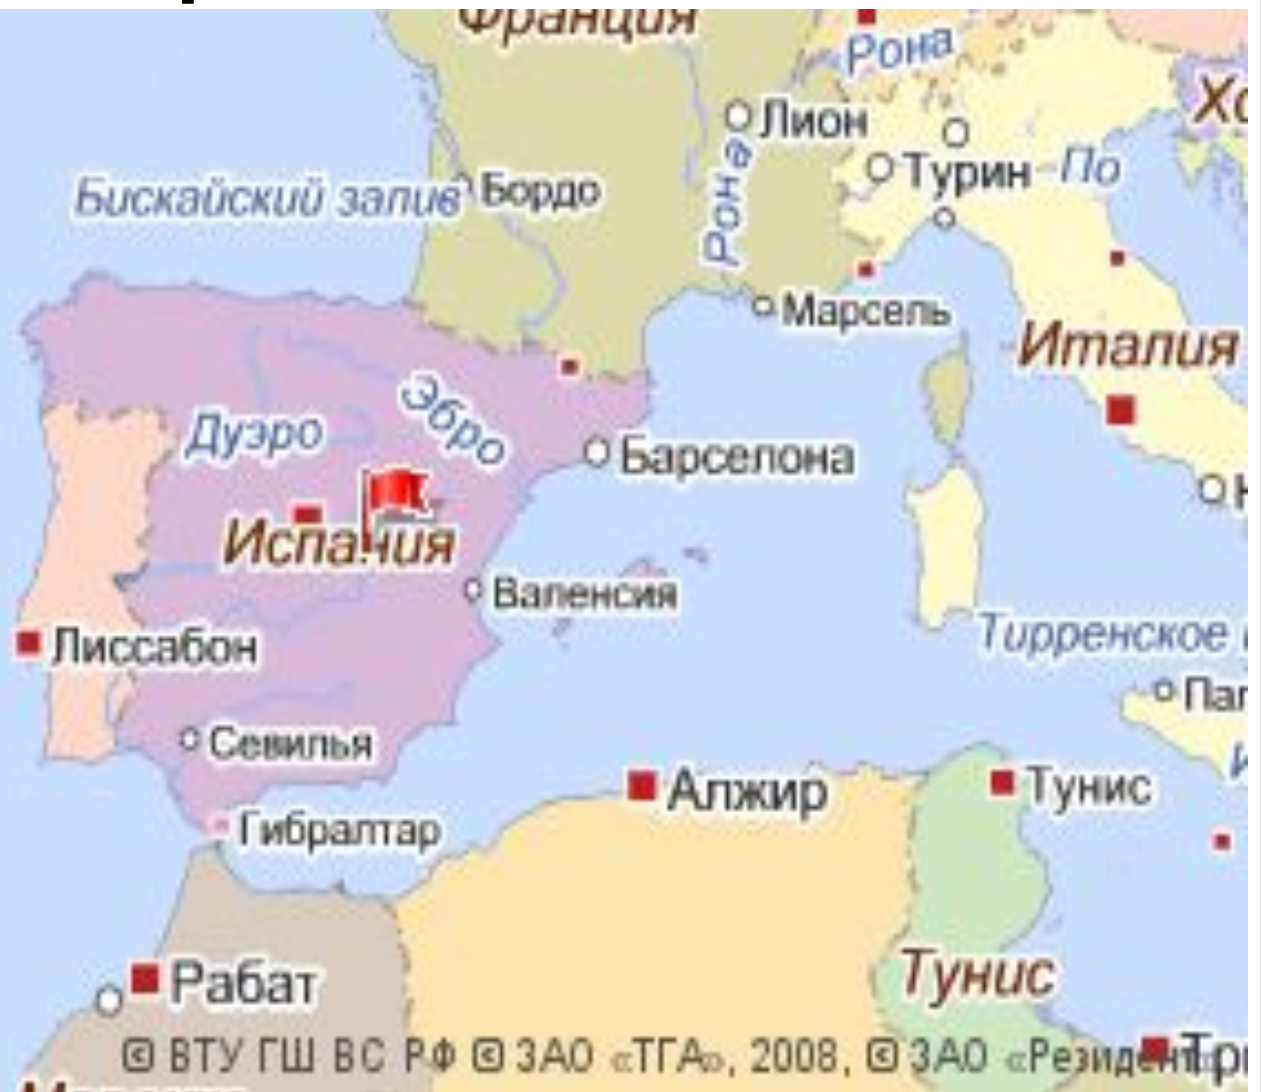 Франция
Рона
Лион
Турин
По
Рона
Бискайский залив
Бордо
Марсель
Италия
Эбро
Дуэро
Барселона
Испания
Валенсия
Тирренское
Лиссабон
Севилья
Алжир
Тунис
Гибралтар
Рабат
Тунис
© ВТУ ГШ ВС РФ © ЗАО «ТГА», 2008, © ЗАО «Резидент»